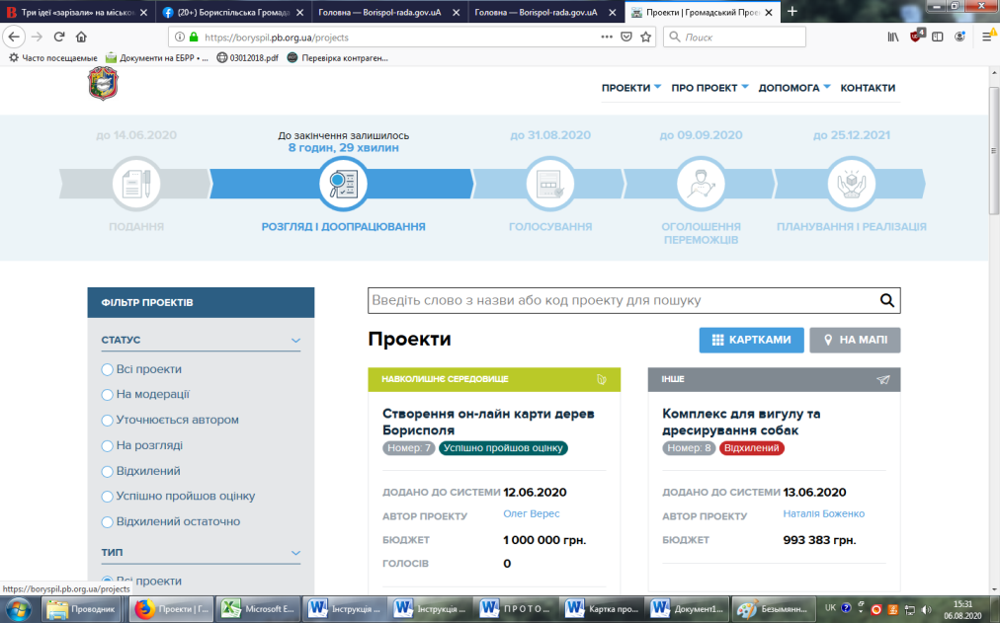 Три ідеї «зарізали» на місько
(20+) Бориспільська Громада
Головна — Borispol-rada.gov.uA
Головна — Borispol-rada.gov.uA
Проекти | Громадський Проек
https://boryspil.pb.org.ua/projects
Поиск
Часто посещаемые
Документи на ЕБРР • ...
03012018.pdf
Перевірка контраген...
ПРОЕКТИ
ПРО ПРОЕКТ
ДОПОМОГА
КОНТАКТИ
до 14.06.2020
До закінчення залишилось
8 годин, 29 хвилин
до 31.08.2020
до 09.09.2020
до 25.12.2021
ПОДАННЯ
РОЗГЛЯД І ДООПРАЦЮВАННЯ
ГОЛОСУВАННЯ
ОГОЛОШЕННЯ
ПЕРЕМОЖЦІВ
ПЛАНУВАННЯ І РЕАЛІЗАЦІЯ
ФІЛЬТР ПРОЕКТІВ
СТАТУС
Всі проекти
На модерації
Уточнюється автором
На розгляді
Відхилений
Успішно пройшов оцінку
Відхилений остаточно
ТИП
Всі проекти
Введіть слово з назви або код проекту для пошуку
Проекти
КАРТКАМИ
НА МАПІ
НАВКОЛИШНЄ СЕРЕДОВИЩЕ
Створення он-лайн карти дерев
Борисполя
Номер: 7
Успішно пройшов оцінку
ДОДАНО ДО СИСТЕМИ 12.06.2020
АВТОР ПРОЕКТУ Олег Верес
БЮДЖЕТ 1 000 000 грн.
ГОЛОСІВ 0
ІНШЕ
Комплекс для вигулу та
дресирування собак
Номер: 8
Відхилений
ДОДАНО ДО СИСТЕМИ 13.06.2020
АВТОР ПРОЕКТУ Наталія Боженко
БЮДЖЕТ 993 383 грн.
https://boryspil.pb.org.ua/projects
Проводник
Проекти | Г...
Microsoft E...
Інструкція ...
Інструкція ...
П Р О Т О ...
Картка про...
Документ1...
Безымянн...
UK
15:31
06.08.2020